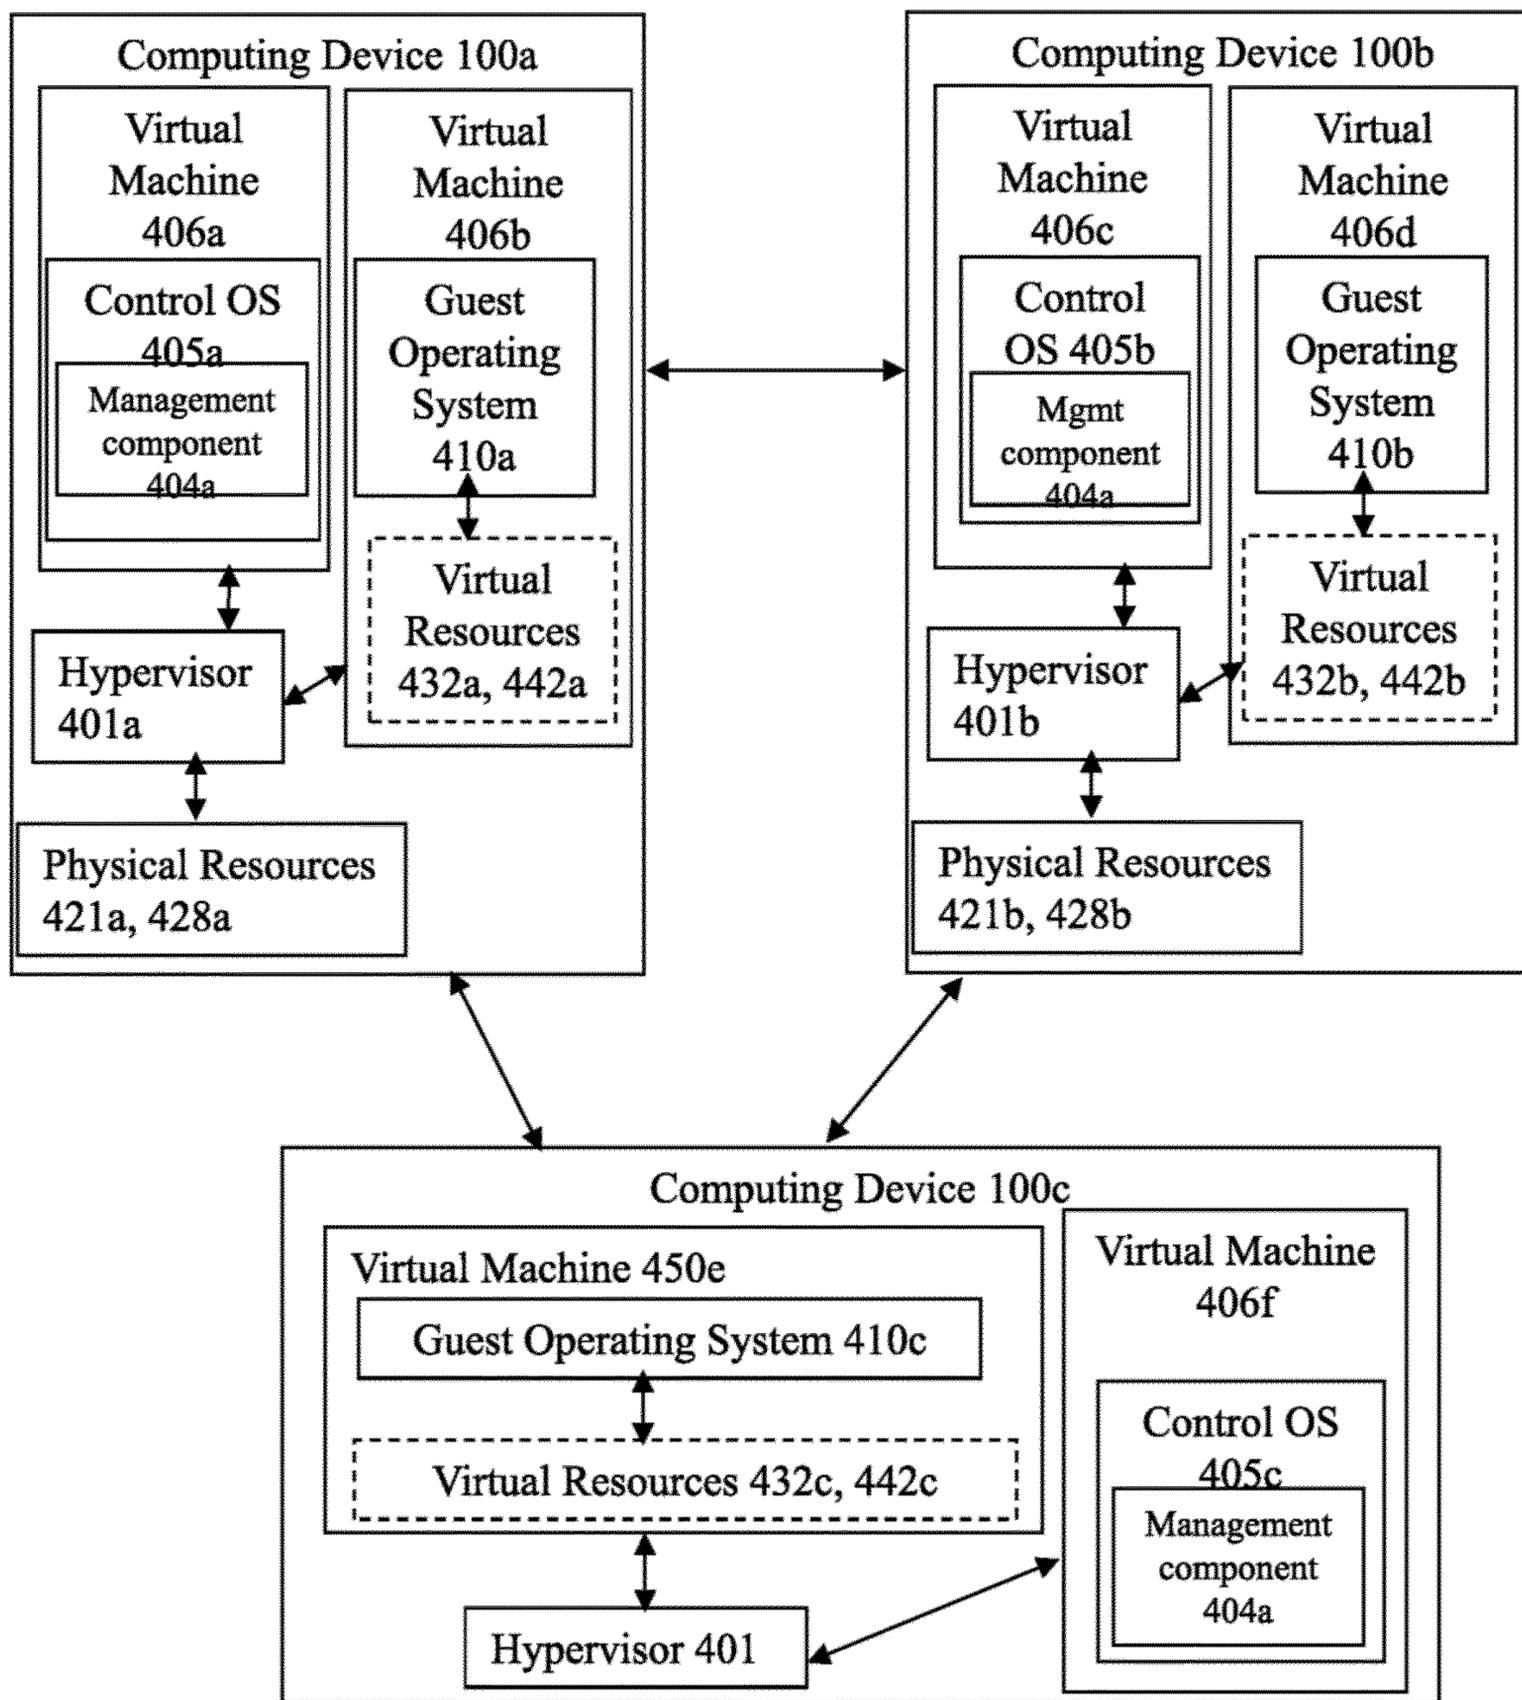 Computing Device 100a
Virtual
Machine
406a
Control OS
405a
Management
component
404a
Virtual
Machine
406b
Guest
Operating
System
410a
Virtual
Resources
432a, 442a
Hypervisor
401a
Physical Resources
421a, 428a
Computing Device 100b
Virtual
Machine
406c
Control
OS 405b
Mgmt
component
404a
Virtual
Machine
406d
Guest
Operating
System
410b
Virtual
Resources
432b, 442b
Hypervisor
401b
Physical Resources
421b, 428b
Computing Device 100c
Virtual Machine 450e
Guest Operating System 410c
Virtual Resources 432c, 442c
Hypervisor 401
Virtual Machine
406f
Control OS
405c
Management
component
404a